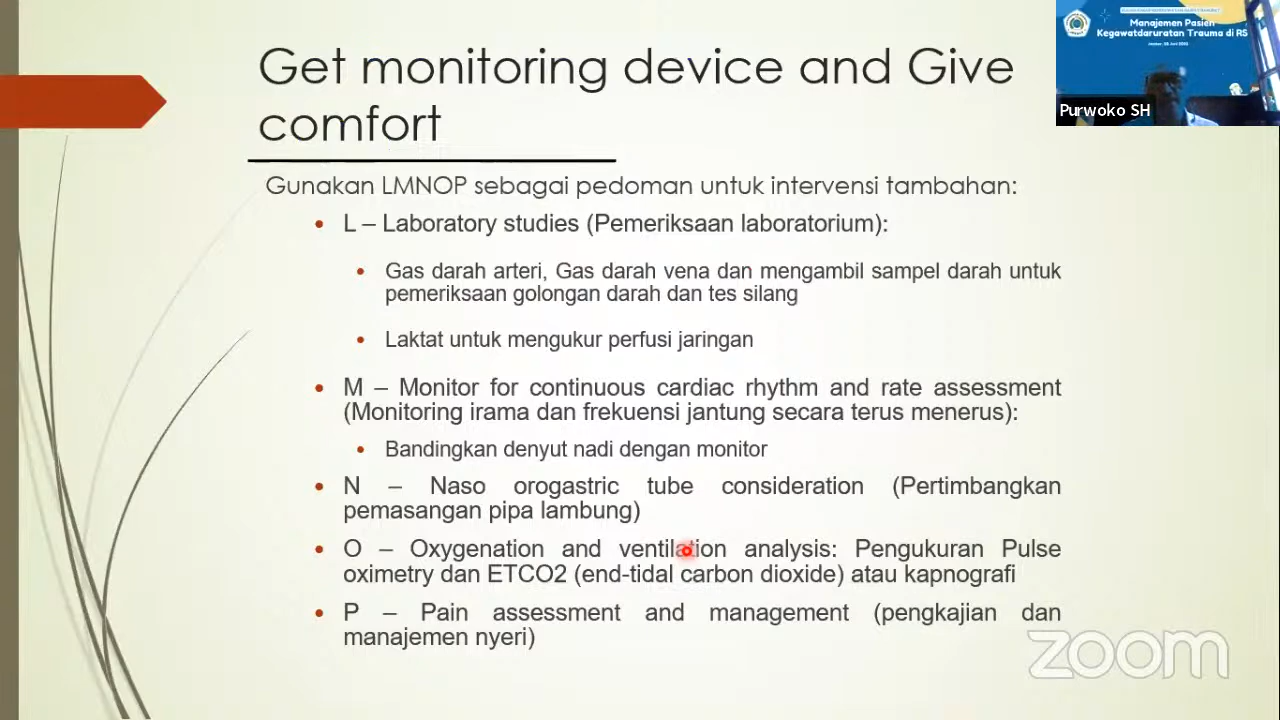 Get monitoring device and Give
comfort
Gunakan LMNOP sebagai pedoman untuk intervensi tambahan:
• L – Laboratory studies (Pemeriksaan laboratorium):
• Gas darah arteri, Gas darah vena dan mengambil sampel darah untuk
pemeriksaan golongan darah dan tes silang
• Laktat untuk mengukur perfusi jaringan
• M – Monitor for continuous cardiac rhythm and rate assessment
(Monitoring irama dan frekuensi jantung secara terus menerus):
• Bandingkan denyut nadi dengan monitor
• N – Naso orogastric tube consideration (Pertimbangkan
pemasangan pipa lambung)
• O – Oxygenation and ventilation analysis: Pengukuran Pulse
oximetry dan ETCO2 (end-tidal carbon dioxide) atau kapnografi
• P – Pain assessment and management (pengkajian dan
manajemen nyeri)
Manajemen Pasien
Kegawatdaruratan Trauma di RS
Purwoko SH
zoom